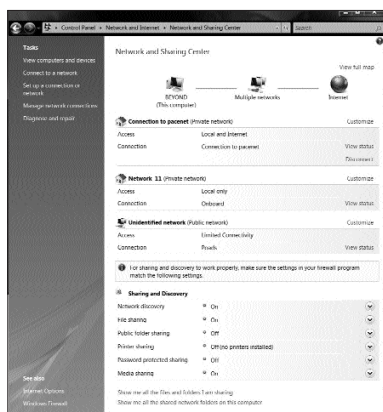 Control Panel ▸ Network and Internet ▸ Network and Sharing Center
Search
Tasks
View computers and devices
Connect to a network
Set up a connection or
network
Manage network connections
Diagnose and repair
See also
Internet Options
Windows Firewall
Network and Sharing Center
View full map
BEYOND
(This computer)
Multiple networks
Internet
Connection to pacenet (Private network) Customize
Access Local and Internet
Connection Connection to pacenet View status
Disconnect
Network 11 (Private network) Customize
Access Local only
Connection Onboard View status
Unidentified network (Public network) Customize
Access Limited Connectivity
Connection View status
For sharing and discovery to work properly, make sure the settings in your firewall program
match the following settings.
Sharing and Discovery
Network discovery On
File sharing On
Public folder sharing Off
Printer sharing Off (no printers installed)
Password protected sharing Off
Media sharing On
Show me all the files and folders I am sharing
Show me all the shared network folders on this computer